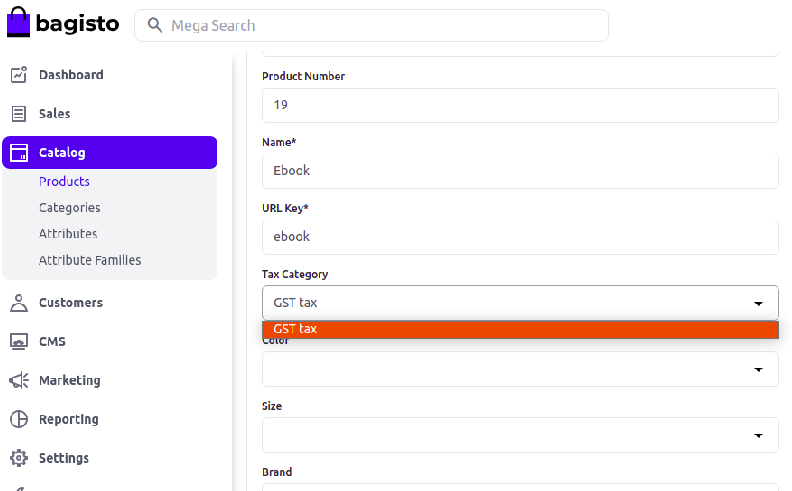 bagisto
Mega Search
Dashboard
Sales
Catalog
Products
Categories
Attributes
Attribute Families
Customers
CMS
Marketing
Reporting
Settings
Product Number
19
Name*
Ebook
URL Key*
ebook
Tax Category
GST tax
GST tax
Color
Size
Brand